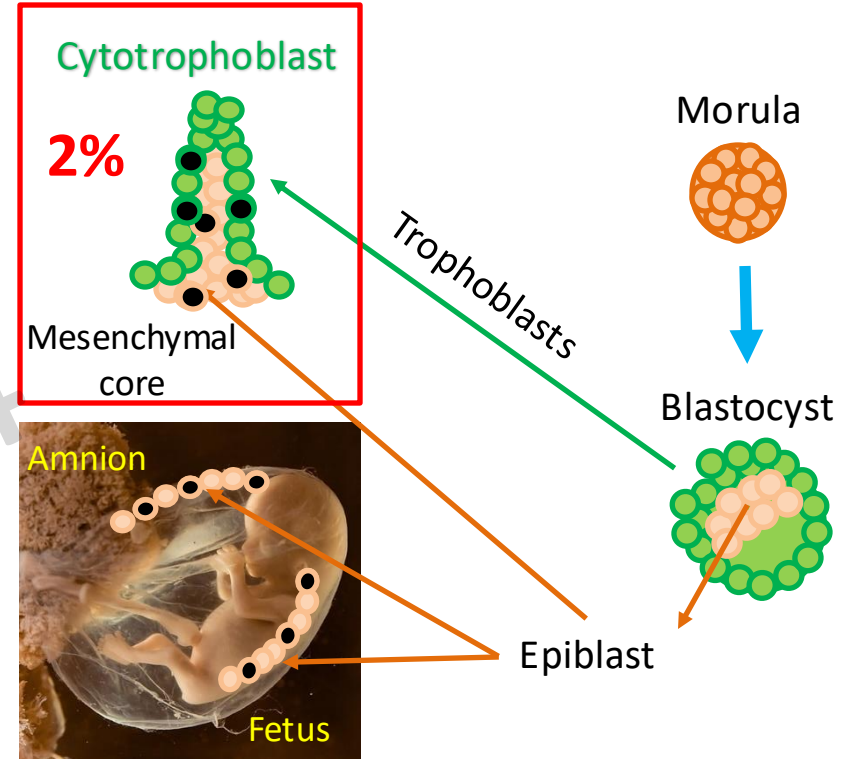 Cytotrophoblast
2%
Mesenchymal
core
Trophoblasts
Morula
Blastocyst
Amnion
Epiblast
Fetus